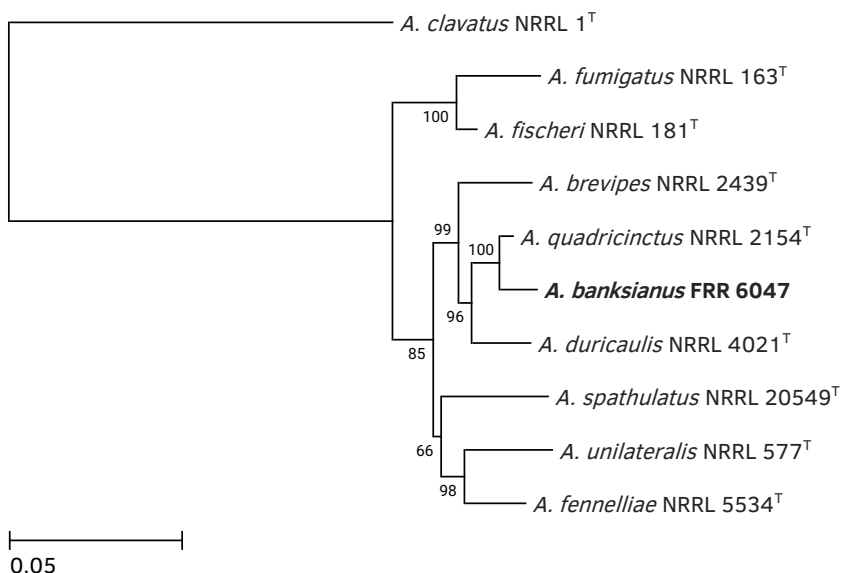 A. clavatus NRRL 1ᵀ
A. fumigatus NRRL 163ᵀ
100
A. fischeri NRRL 181ᵀ
A. brevipes NRRL 2439ᵀ
99
A. quadricinctus NRRL 2154ᵀ
100
A. banksianus FRR 6047
96
A. duricaulis NRRL 4021ᵀ
85
A. spathulatus NRRL 20549ᵀ
66
A. unilateralis NRRL 577ᵀ
98
A. fennelliae NRRL 5534ᵀ
0.05